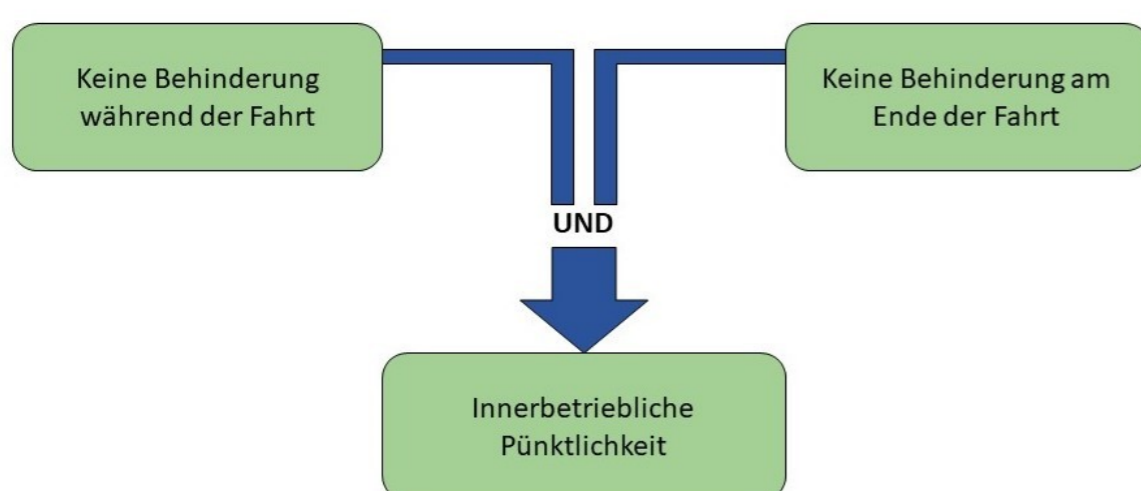 Keine Behinderung
während der Fahrt
Keine Behinderung am
Ende der Fahrt
UND
Innerbetriebliche
Pünktlichkeit